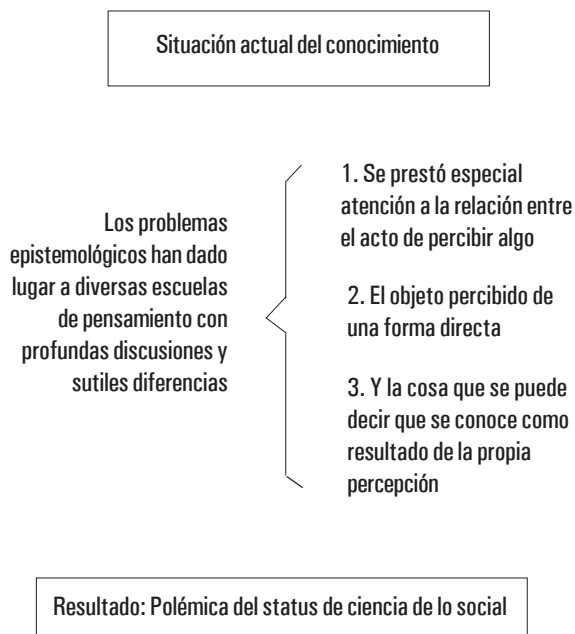 Situación actual del conocimiento
Los problemas
epistemológicos han dado
lugar a diversas escuelas
de pensamiento con
profundas discusiones y
sutiles diferencias
1. Se prestó especial
atención a la relación entre
el acto de percibir algo
2. El objeto percibido de
una forma directa
3. Y la cosa que se puede
decir que se conoce como
resultado de la propia
percepción
Resultado: Polémica del status de ciencia de lo social